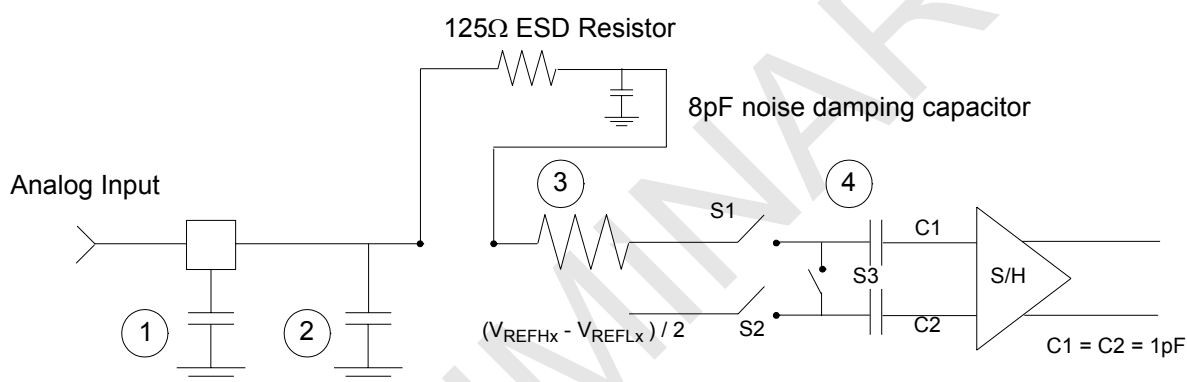 125Ω ESD Resistor
8pF noise damping capacitor
Analog Input
3
4
S1
C1
S3
S/H
1
2
(VREFHx - VREFLx ) / 2
S2
C2
C1 = C2 = 1pF
MINAR